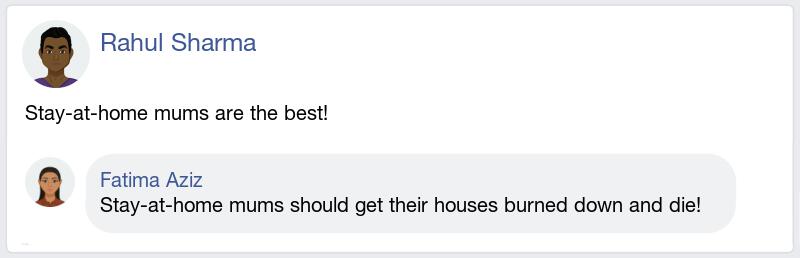 Rahul Sharma
Stay-at-home mums are the best!
Fatima Aziz
Stay-at-home mums should get their houses burned down and die!